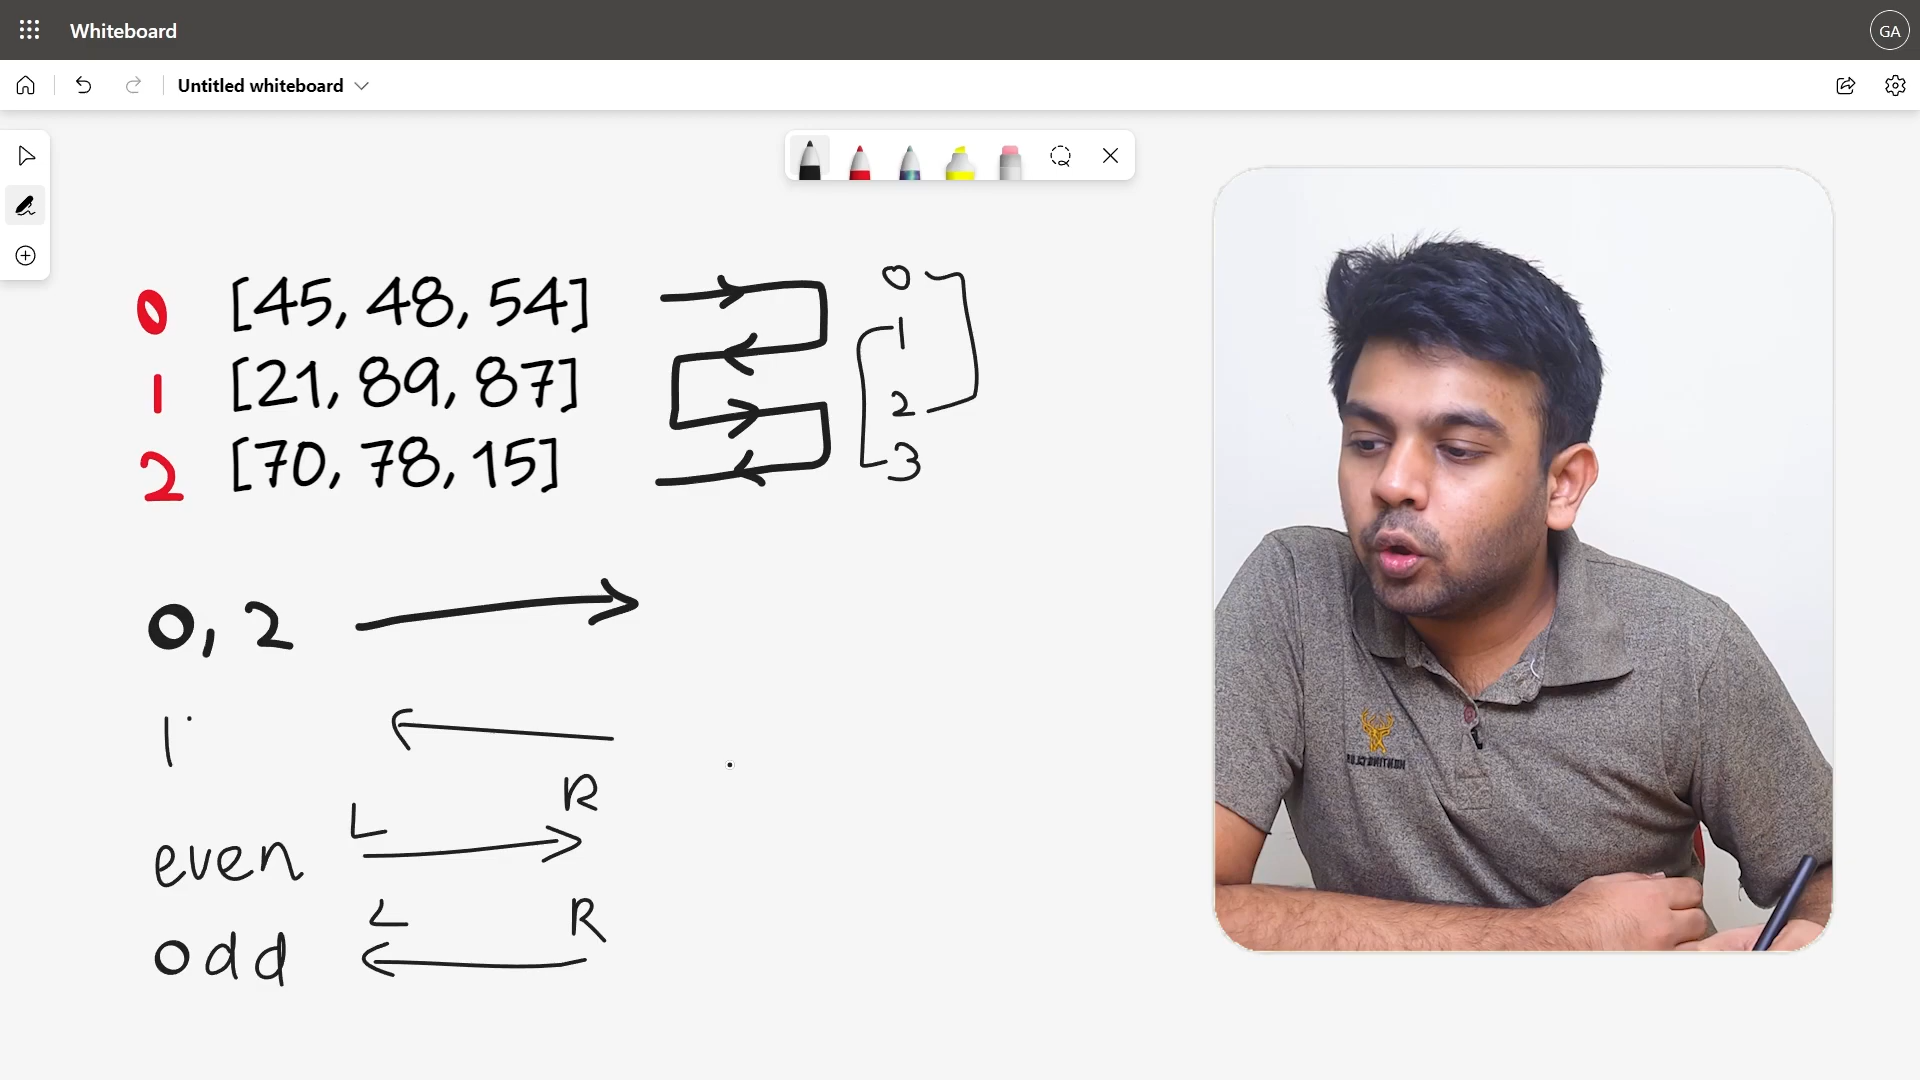 Whiteboard
GA
Untitled whiteboard
0 [45, 48, 54]
1 [21, 89, 87]
2 [70, 78, 15]
0
1
2
3
0, 2
1
L R
even
L R
odd